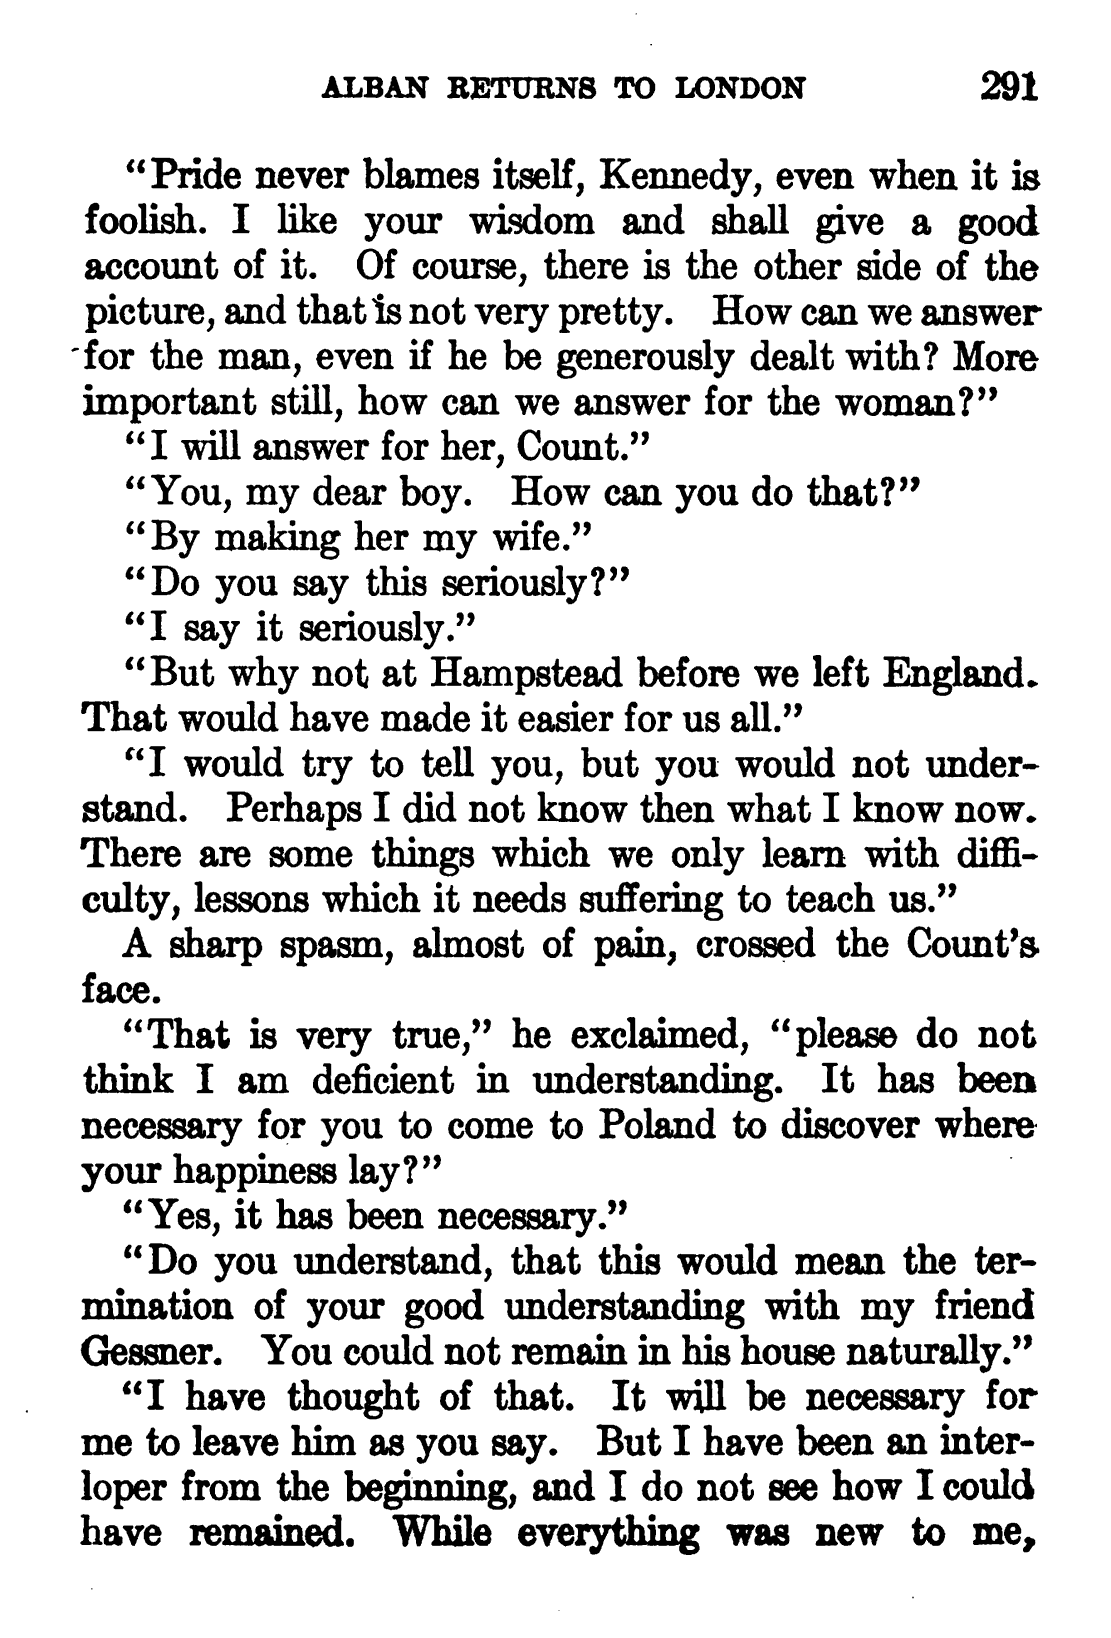 ALBAN RETURNS TO LONDON 291
"Pride never blames itself, Kennedy, even when it is
foolish. I like your wisdom and shall give a good
account of it. Of course, there is the other side of the
picture, and that is not very pretty. How can we answer
for the man, even if he be generously dealt with? More
important still, how can we answer for the woman?"
"I will answer for her, Count."
"You, my dear boy. How can you do that?"
"By making her my wife."
"Do you say this seriously?"
"I say it seriously."
"But why not at Hampstead before we left England.
That would have made it easier for us all."
"I would try to tell you, but you would not under-
stand. Perhaps I did not know then what I know now.
There are some things which we only learn with diffi-
culty, lessons which it needs suffering to teach us."
A sharp spasm, almost of pain, crossed the Count's
face.
"That is very true," he exclaimed, "please do not
think I am deficient in understanding. It has been
necessary for you to come to Poland to discover where
your happiness lay?"
"Yes, it has been necessary."
"Do you understand, that this would mean the ter-
mination of your good understanding with my friend
Gessner. You could not remain in his house naturally."
"I have thought of that. It will be necessary for
me to leave him as you say. But I have been an inter-
loper from the beginning, and I do not see how I could
have remained. While everything was new to me,